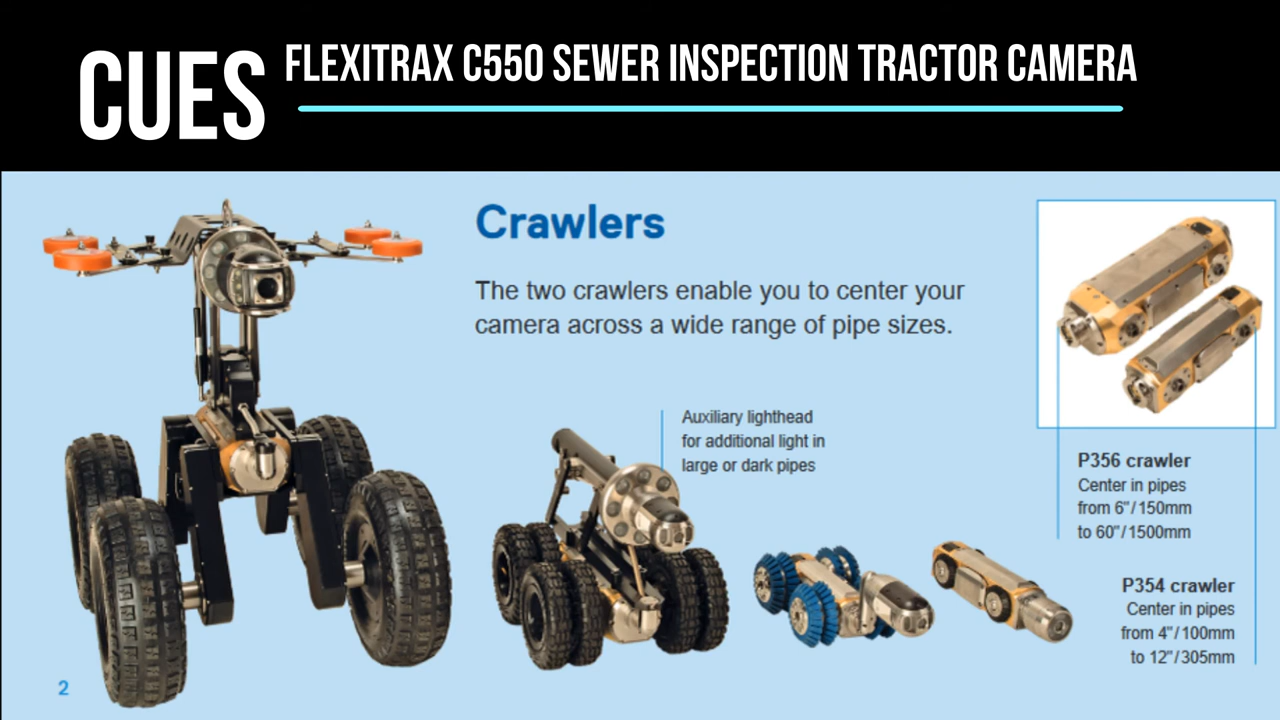 CUES
FLEXITRAX C550 SEWER INSPECTION TRACTOR CAMERA
Crawlers
The two crawlers enable you to center your
camera across a wide range of pipe sizes.
Auxiliary lighthead
for additional light in
large or dark pipes
P356 crawler
Center in pipes
from 6"/150mm
to 60"/1500mm
P354 crawler
Center in pipes
from 4"/100mm
to 12"/305mm
2